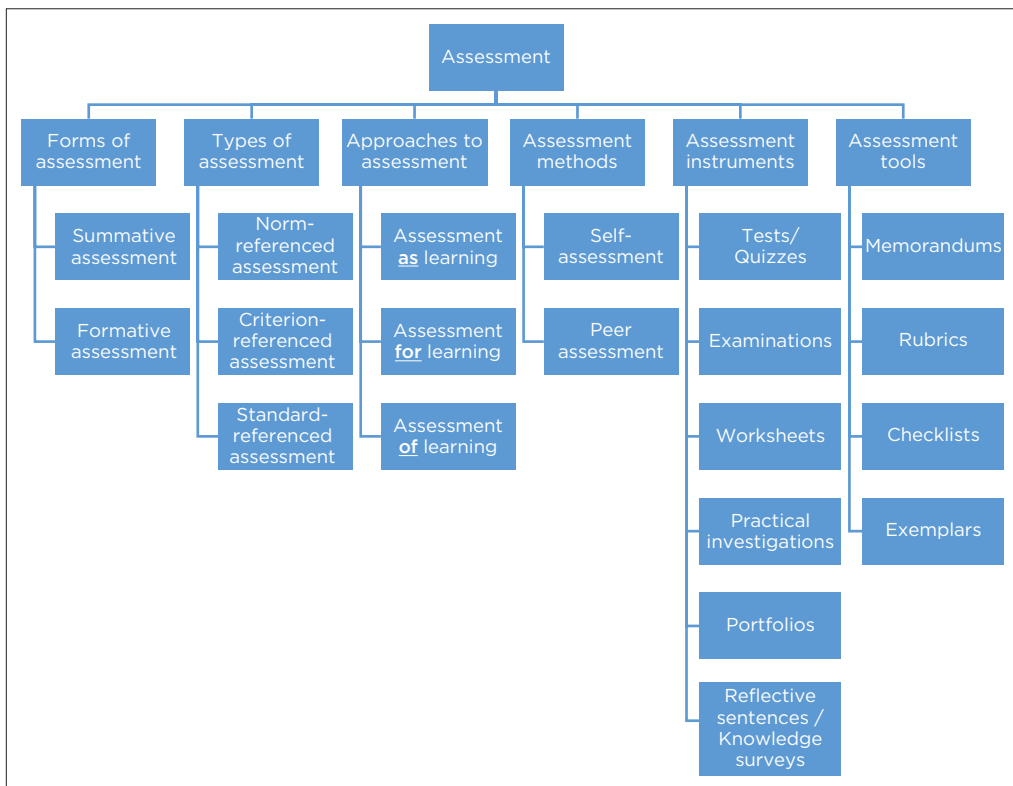 Assessment
Forms of
assessment
Types of
assessment
Approaches to
assessment
Assessment
methods
Assessment
instruments
Assessment
tools
Summative
assessment
Formative
assessment
Norm-
referenced
assessment
Criterion-
referenced
assessment
Standard-
referenced
assessment
Assessment
as learning
Assessment
for learning
Assessment
of learning
Self-
assessment
Peer
assessment
Tests/
Quizzes
Examinations
Worksheets
Practical
investigations
Portfolios
Reflective
sentences /
Knowledge
surveys
Memorandums
Rubrics
Checklists
Exemplars